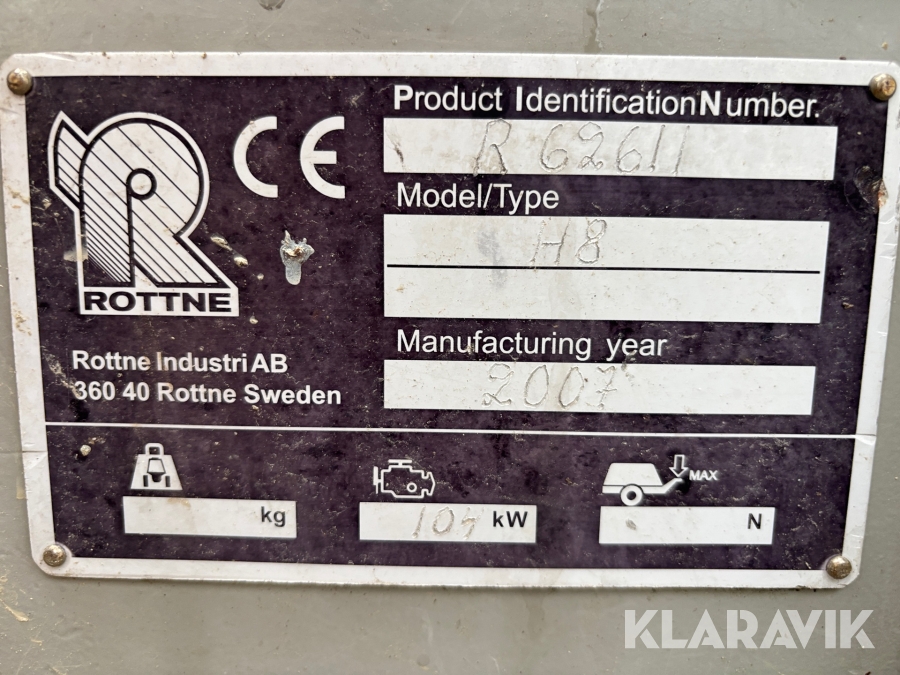 Product Identification Number.
R 62611
Model/Type
H8
Manufacturing year
2007
CE
ROTTNE
Rottne Industri AB
360 40 Rottne Sweden
kg
104 kW
MAX
N
KLARAVIK